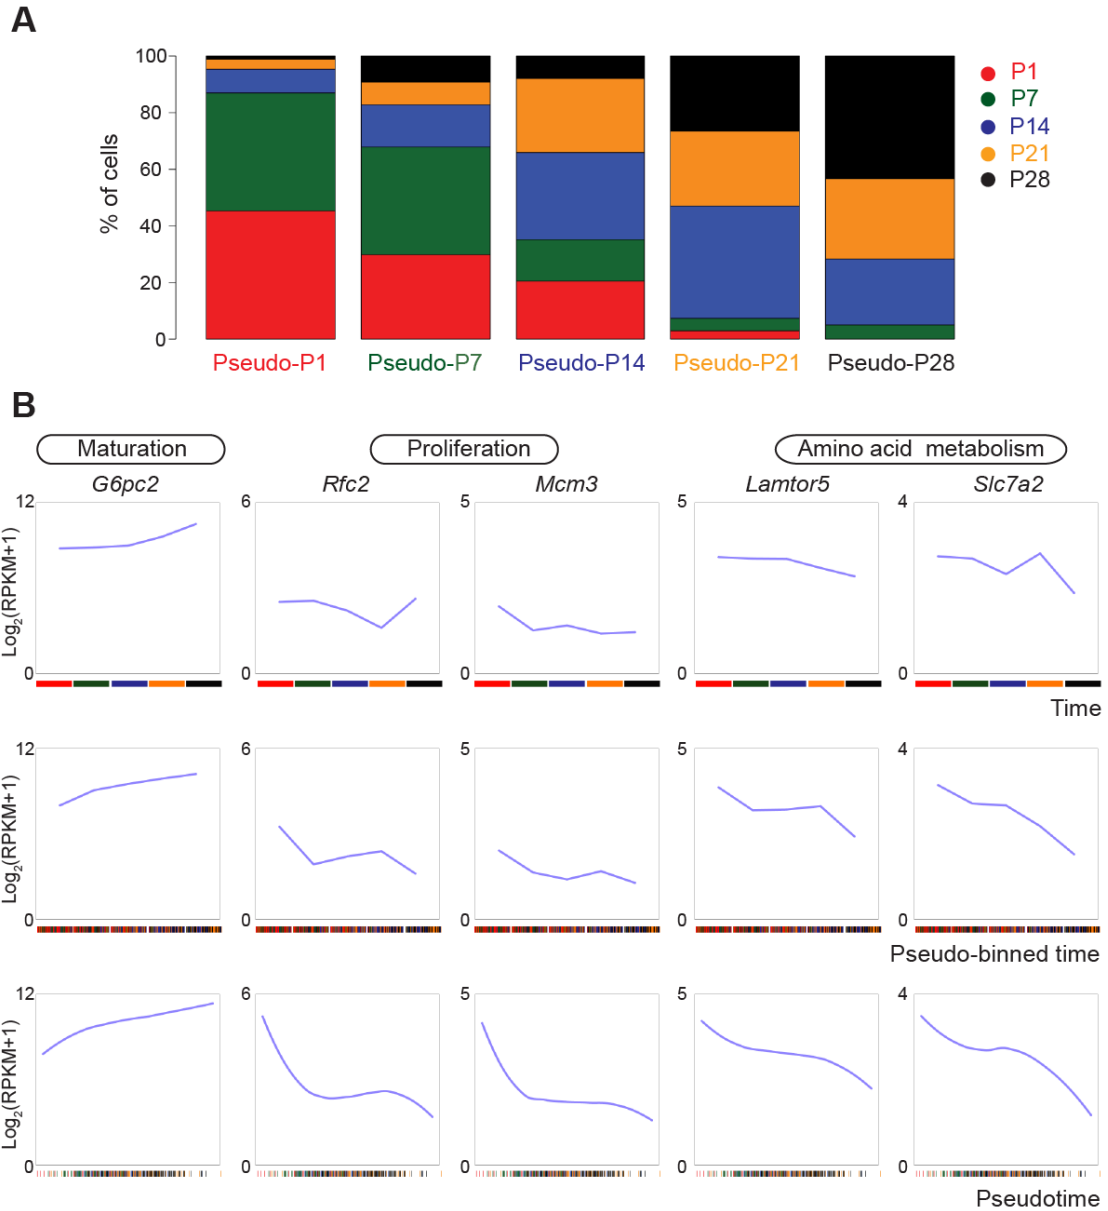 A
100
80
60
40
20
0
% of cells
P1
P7
P14
P21
P28
Pseudo-P1 Pseudo-P7 Pseudo-P14 Pseudo-P21 Pseudo-P28
B
Maturation Proliferation Amino acid metabolism
G6pc2 Rfc2 Mcm3 Lamtor5 Slc7a2
12 6 5 5 4
Log2(RPKM+1)
0 0 0 0 0
Time
12 6 5 5 4
Log2(RPKM+1)
0 0 0 0 0
Pseudo-binned time
12 6 5 5 4
Log2(RPKM+1)
0 0 0 0 0
Pseudotime